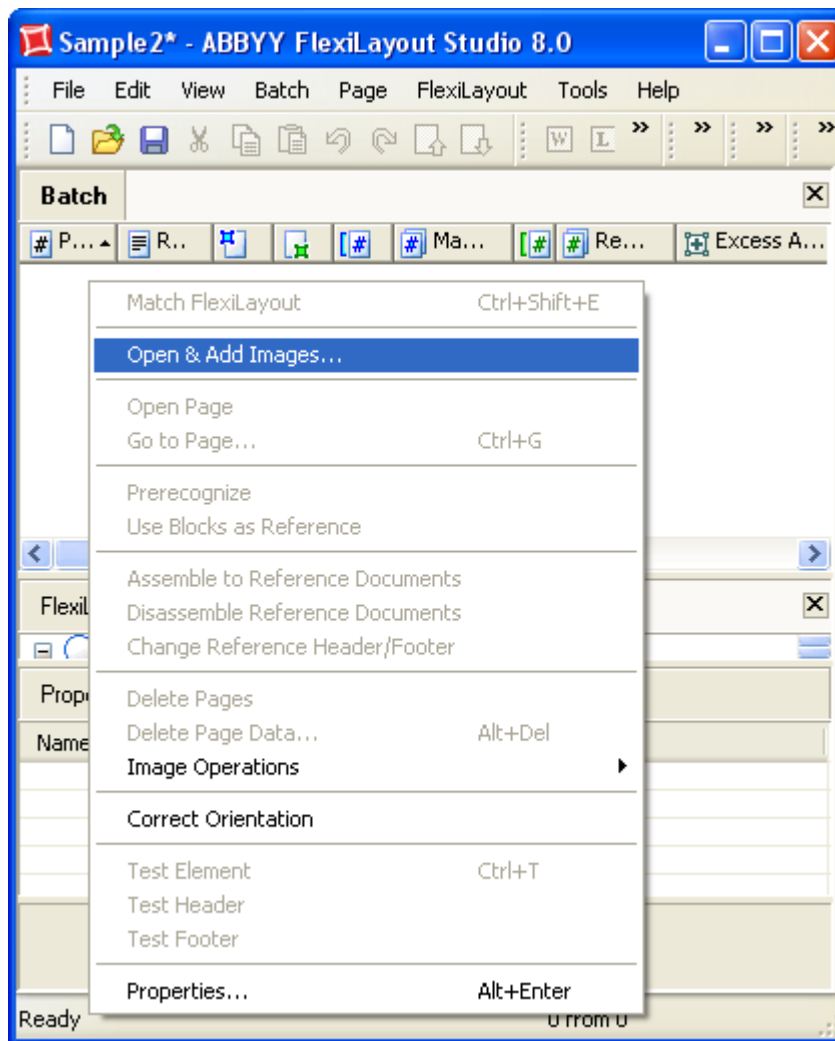 Sample2* - ABBYY FlexiLayout Studio 8.0
File Edit View Batch Page FlexiLayout Tools Help
W L
Batch
# P... R.. [# # Ma... [# # Re... Excess A...
Match FlexiLayout Ctrl+Shift+E
Open & Add Images...
Open Page
Go to Page... Ctrl+G
Prerecognize
Use Blocks as Reference
Assemble to Reference Documents
Flexil
Disassemble Reference Documents
Change Reference Header/Footer
Prop
Delete Pages
Delete Page Data... Alt+Del
Name
Image Operations
Correct Orientation
Test Element Ctrl+T
Test Header
Test Footer
Properties... Alt+Enter
Ready 0 from 0